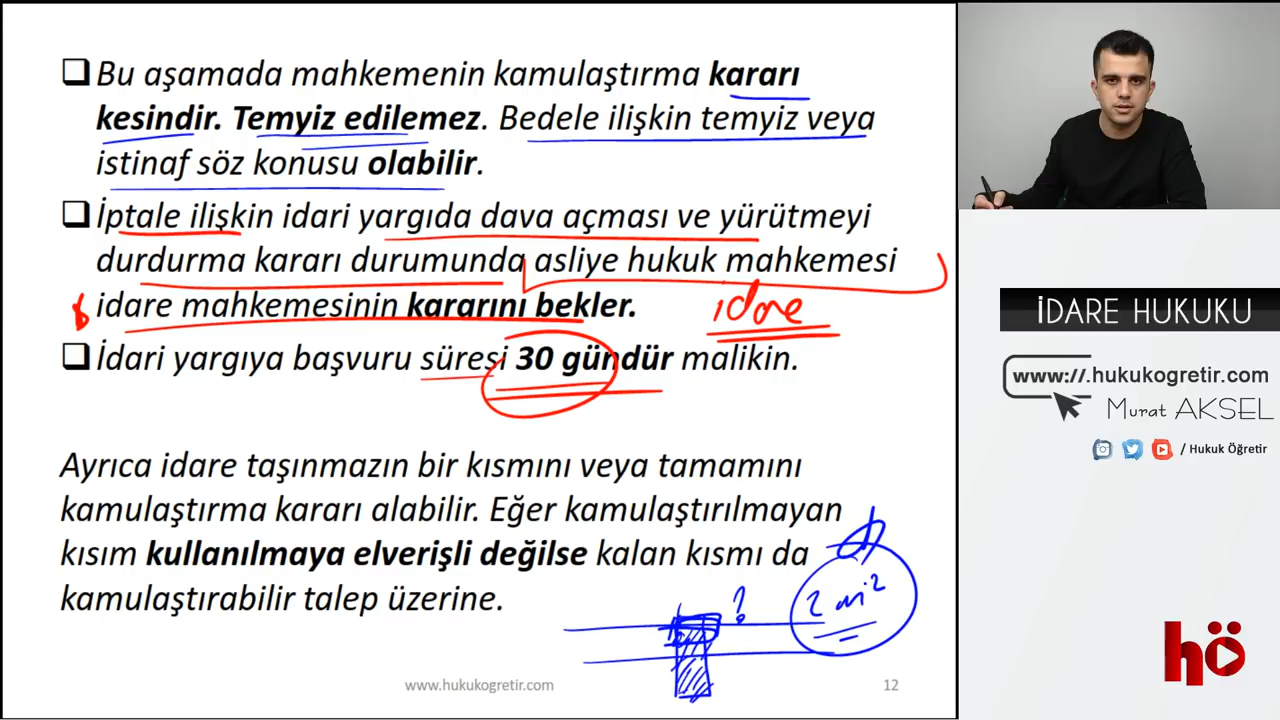 ❑Bu aşamada mahkemenin kamulaştırma kararı
kesindir. Temyiz edilemez. Bedele ilişkin temyiz veya
istinaf söz konusu olabilir.
❑İptale ilişkin idari yargıda dava açması ve yürütmeyi
durdurma kararı durumunda asliye hukuk mahkemesi
idare mahkemesinin kararını bekler.
idare
❑İdari yargıya başvuru süresi 30 gündür malikin.
Ayrıca idare taşınmazın bir kısmını veya tamamını
kamulaştırma kararı alabilir. Eğer kamulaştırılmayan
kısım kullanılmaya elverişli değilse kalan kısmı da
kamulaştırabilir talep üzerine.
?
2 m²
www.hukukogretir.com
12
İDARE HUKUKU
www://.hukukogretir.com
Murat AKSEL
/ Hukuk Öğretir
hö